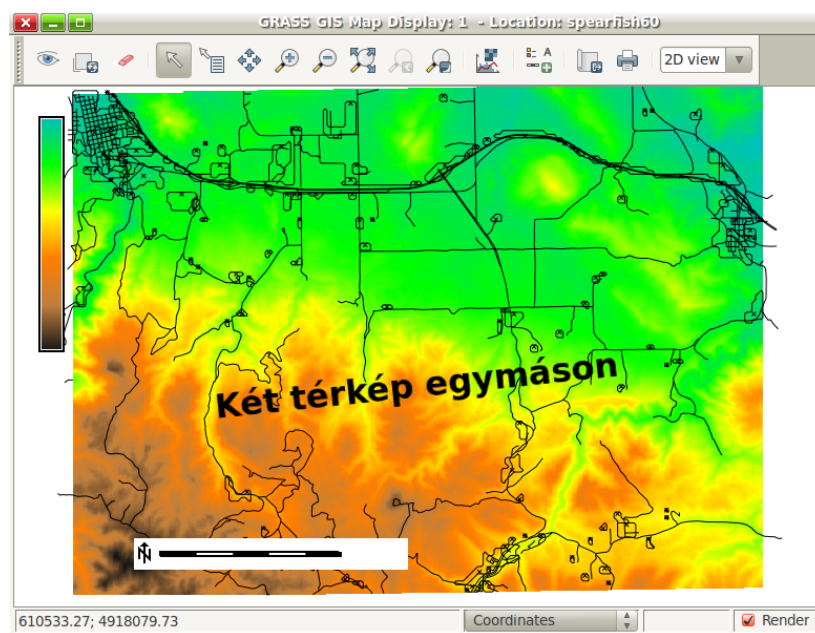 GRASS GIS Map Display: 1 - Location: spearfish60
2D view
Két térkép egymáson
N
610533.27; 4918079.73
Coordinates
Render